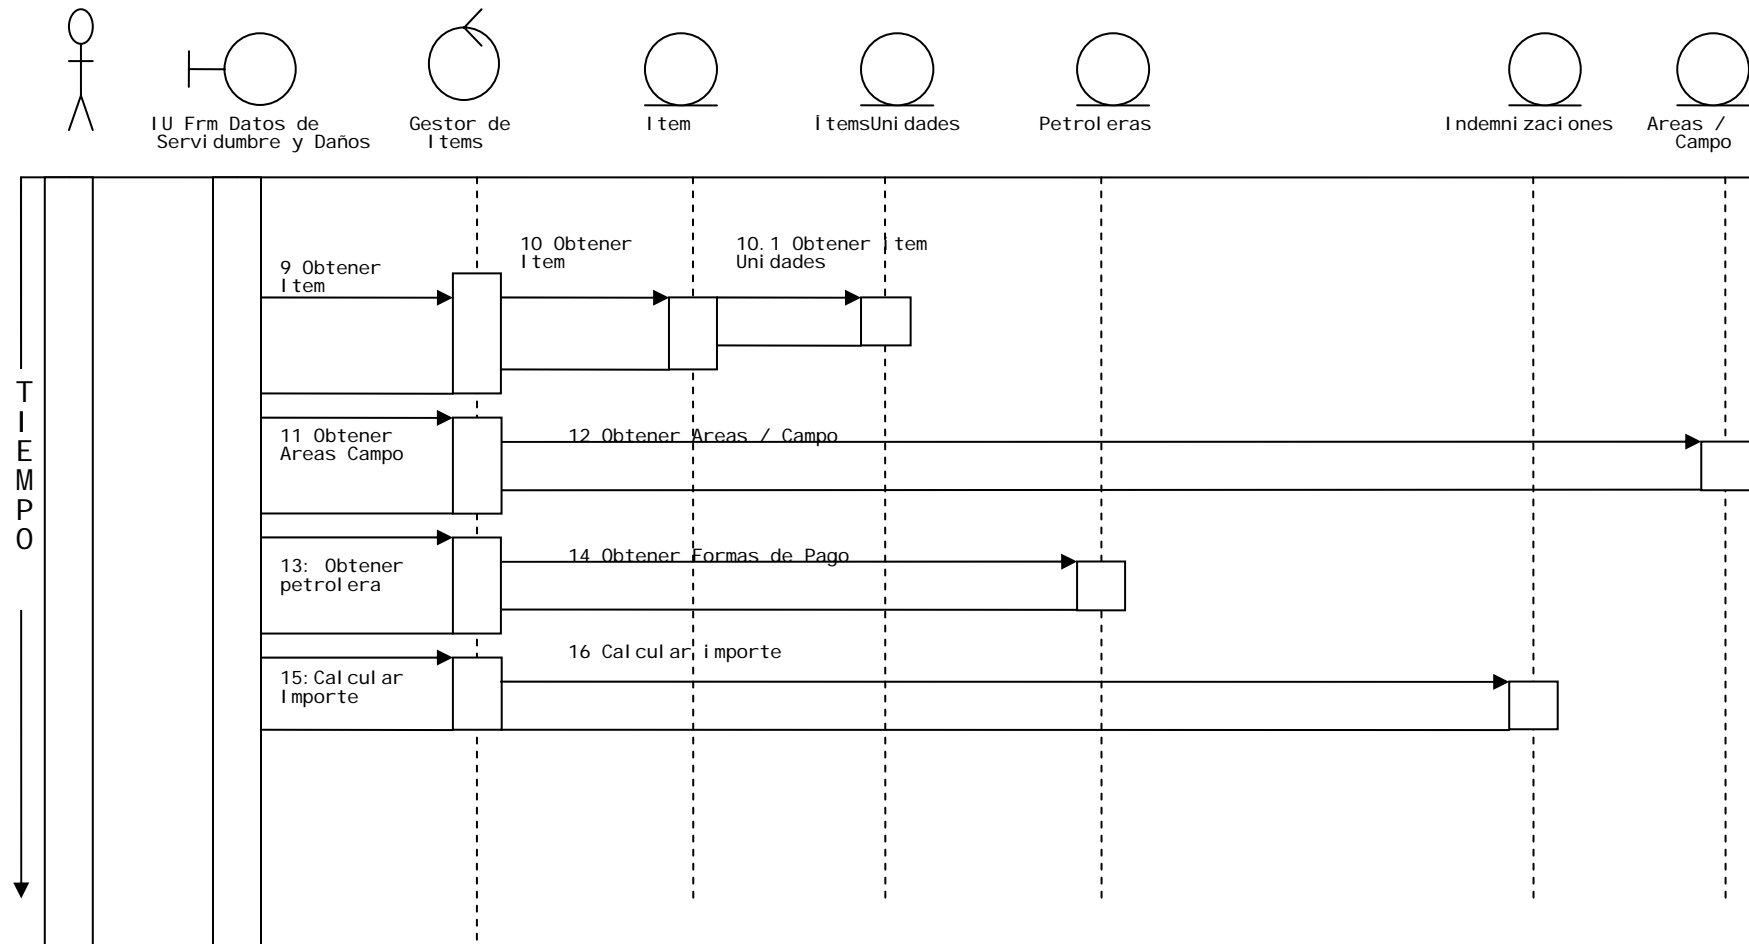 IU Frm Datos de
Servidumbre y Daños
Gestor de
Items
Item
ÍtemsUnidades
Petroleras
Indemnizaciones
Areas /
Campo
9 Obtener
Item
10 Obtener
Item
10.1 Obtener item
Unidades
TIEMPO
11 Obtener
Areas Campo
12 Obtener Areas / Campo
13: Obtener
petrolera
14 Obtener Formas de Pago
15:Calcular
Importe
16 Calcular importe